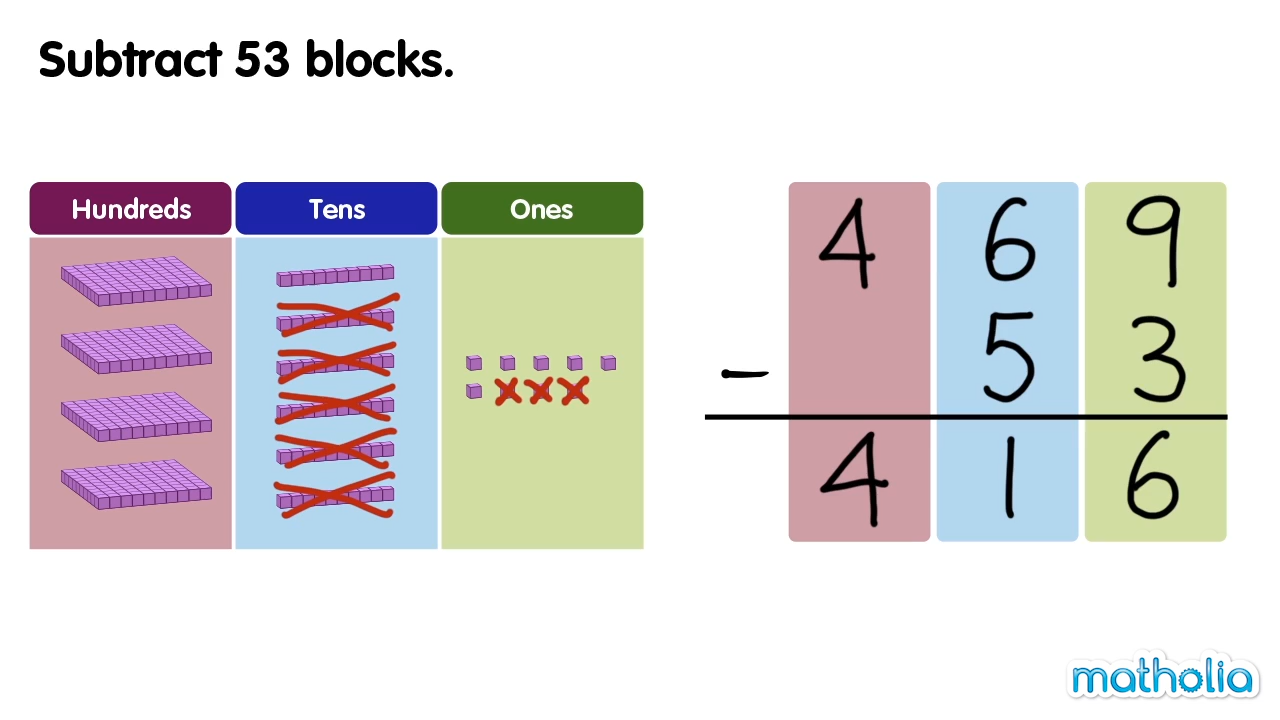 Subtract 53 blocks.
Hundreds Tens Ones
4 6 9
- 5 3
4 1 6
matholia